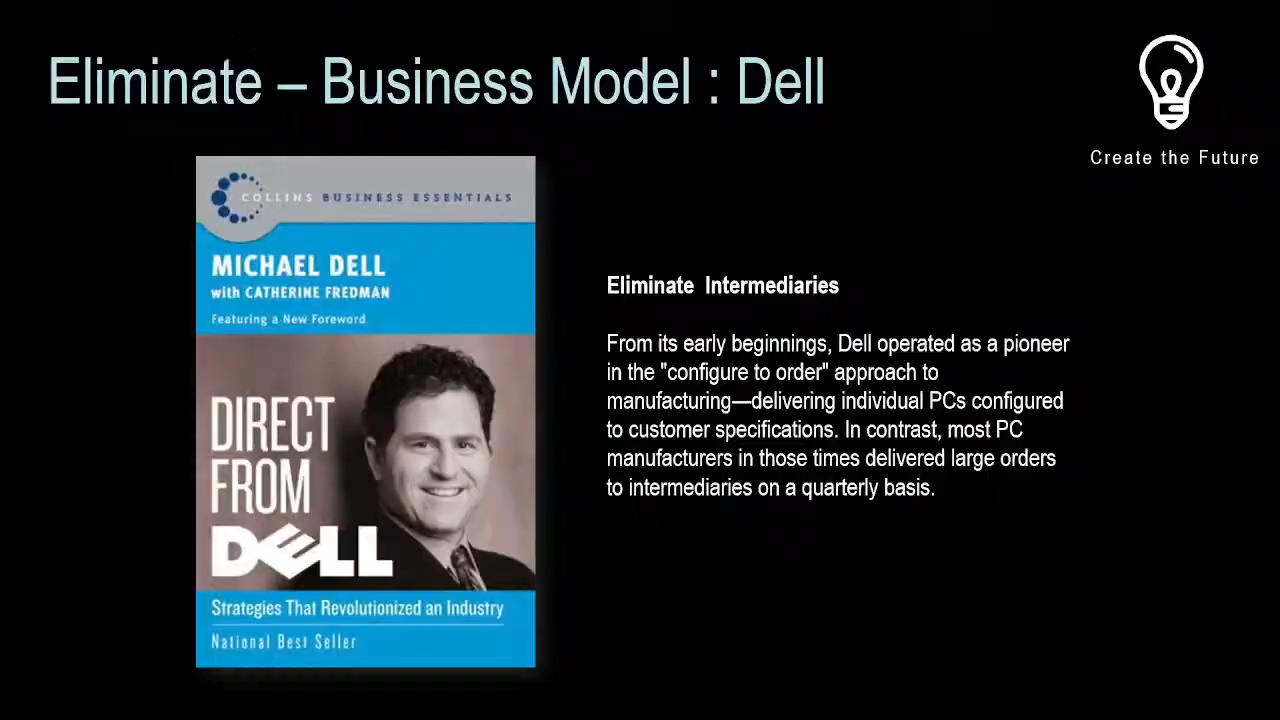 Eliminate – Business Model : Dell
Create the Future
COLLINS BUSINESS ESSENTIALS
MICHAEL DELL
with CATHERINE FREDMAN
Featuring a New Foreword
DIRECT
FROM
DELL
Strategies That Revolutionized an Industry
National Best Seller
Eliminate Intermediaries
From its early beginnings, Dell operated as a pioneer
in the "configure to order" approach to
manufacturing—delivering individual PCs configured
to customer specifications. In contrast, most PC
manufacturers in those times delivered large orders
to intermediaries on a quarterly basis.